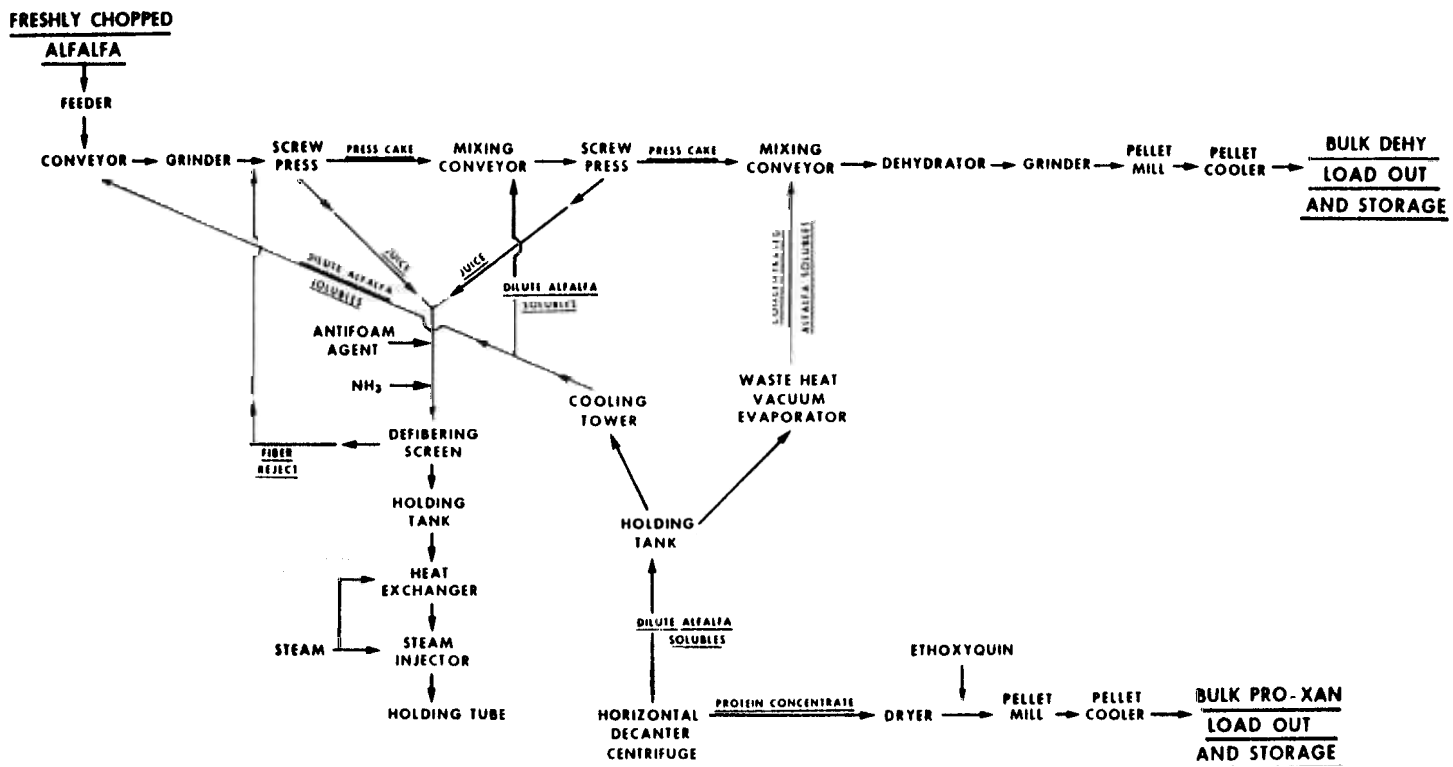 FRESHLY CHOPPED
ALFALFA
FEEDER
CONVEYOR
GRINDER
SCREW
PRESS
PRESS CAKE
MIXING
CONVEYOR
SCREW
PRESS
PRESS CAKE
MIXING
CONVEYOR
DEHYDRATOR
GRINDER
PELLET
MILL
PELLET
COOLER
BULK DEHY
LOAD OUT
AND STORAGE
JUICE
JUICE
DILUTE ALFALFA
SOLUBLES
DILUTE ALFALFA
SOLUBLES
CONCENTRATED
ALFALFA SOLUBLES
ANTIFOAM
AGENT
NH₃
COOLING
TOWER
WASTE HEAT
VACUUM
EVAPORATOR
DEFIBERING
SCREEN
FIBER
REJECT
HOLDING
TANK
HOLDING
TANK
HEAT
EXCHANGER
STEAM
STEAM
INJECTOR
HOLDING TUBE
DILUTE ALFALFA
SOLUBLES
HORIZONTAL
DECANTER
CENTRIFUGE
PROTEIN CONCENTRATE
DRYER
ETHOXYQUIN
PELLET
MILL
PELLET
COOLER
BULK PRO-XAN
LOAD OUT
AND STORAGE